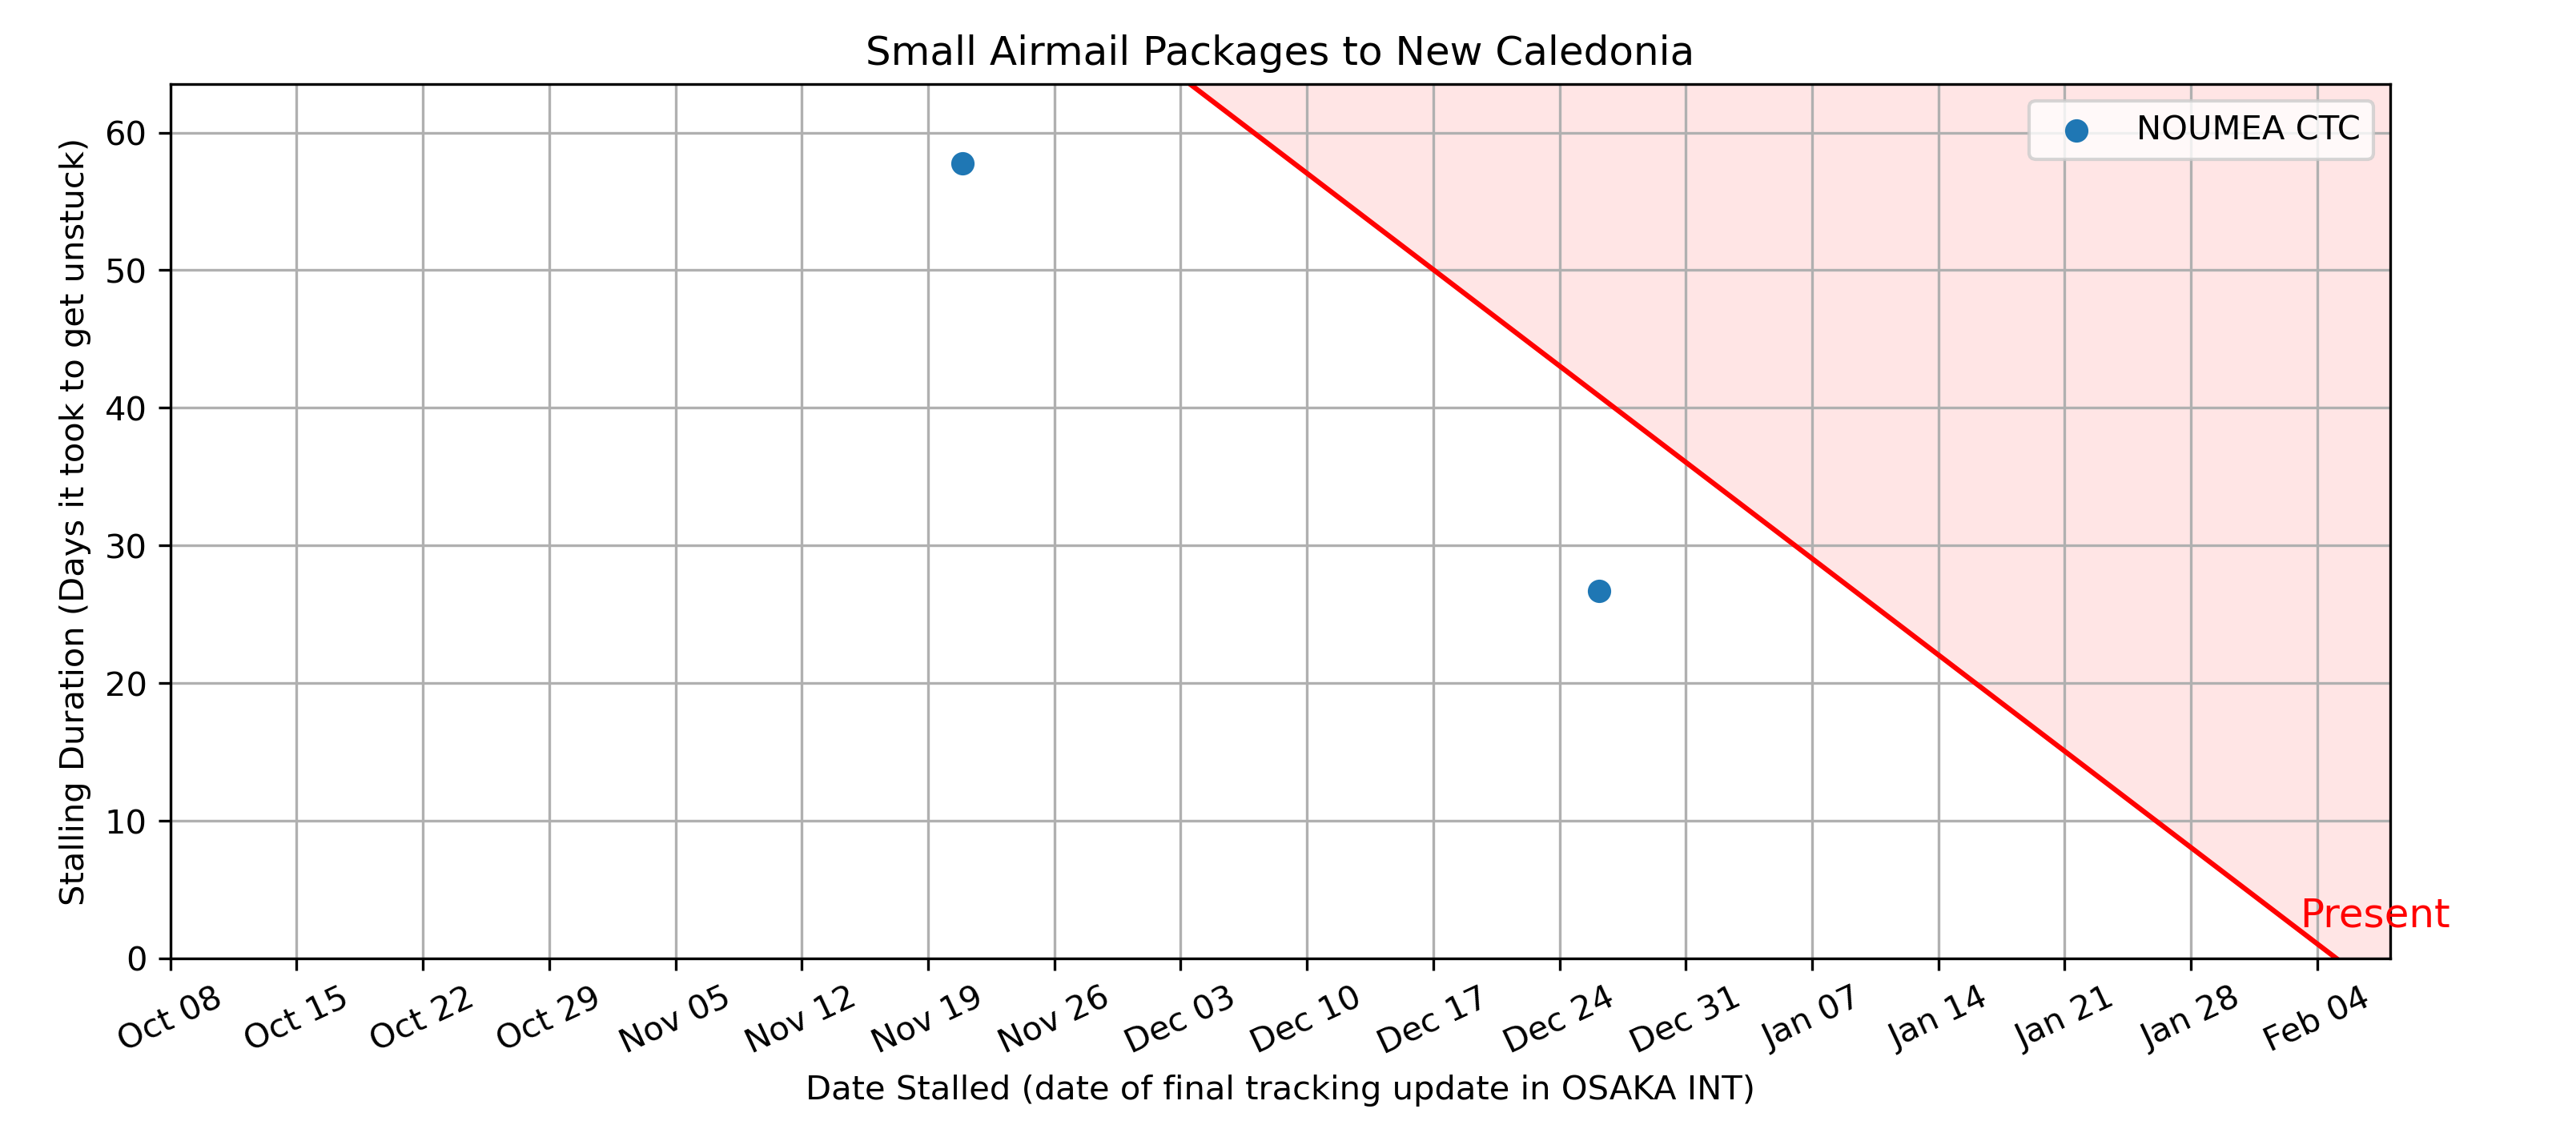 Small Airmail Packages to New Caledonia
NOUMEA CTC
Stalling Duration (Days it took to get unstuck)
60
50
40
30
20
10
0
Present
Oct 08
Oct 15
Oct 22
Oct 29
Nov 05
Nov 12
Nov 19
Nov 26
Dec 03
Dec 10
Dec 17
Dec 24
Dec 31
Jan 07
Jan 14
Jan 21
Jan 28
Feb 04
Date Stalled (date of final tracking update in OSAKA INT)